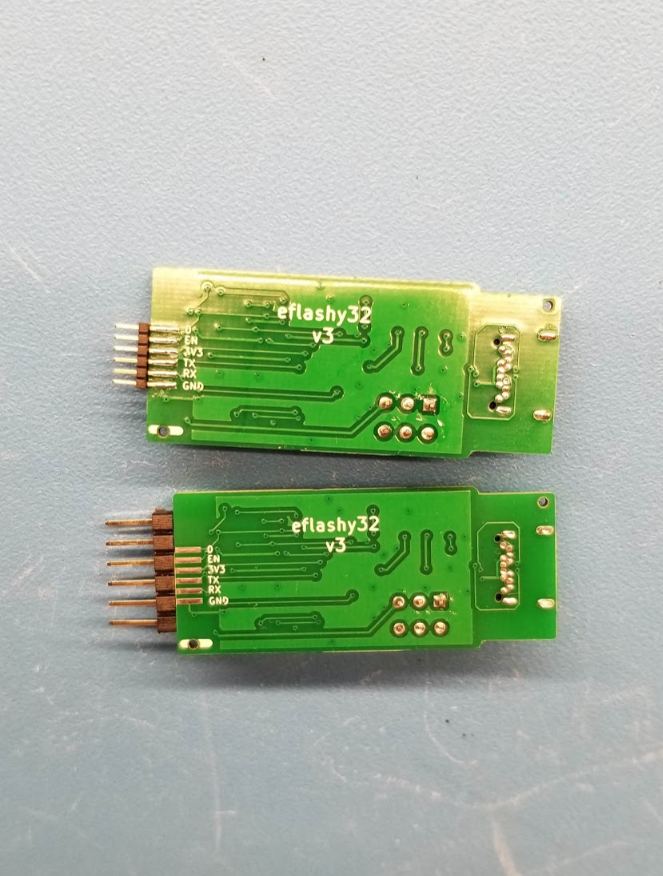 eflashy32
v3
0
EN
3V3
TX
RX
GND
eflashy32
v3
0
EN
3V3
TX
RX
GND